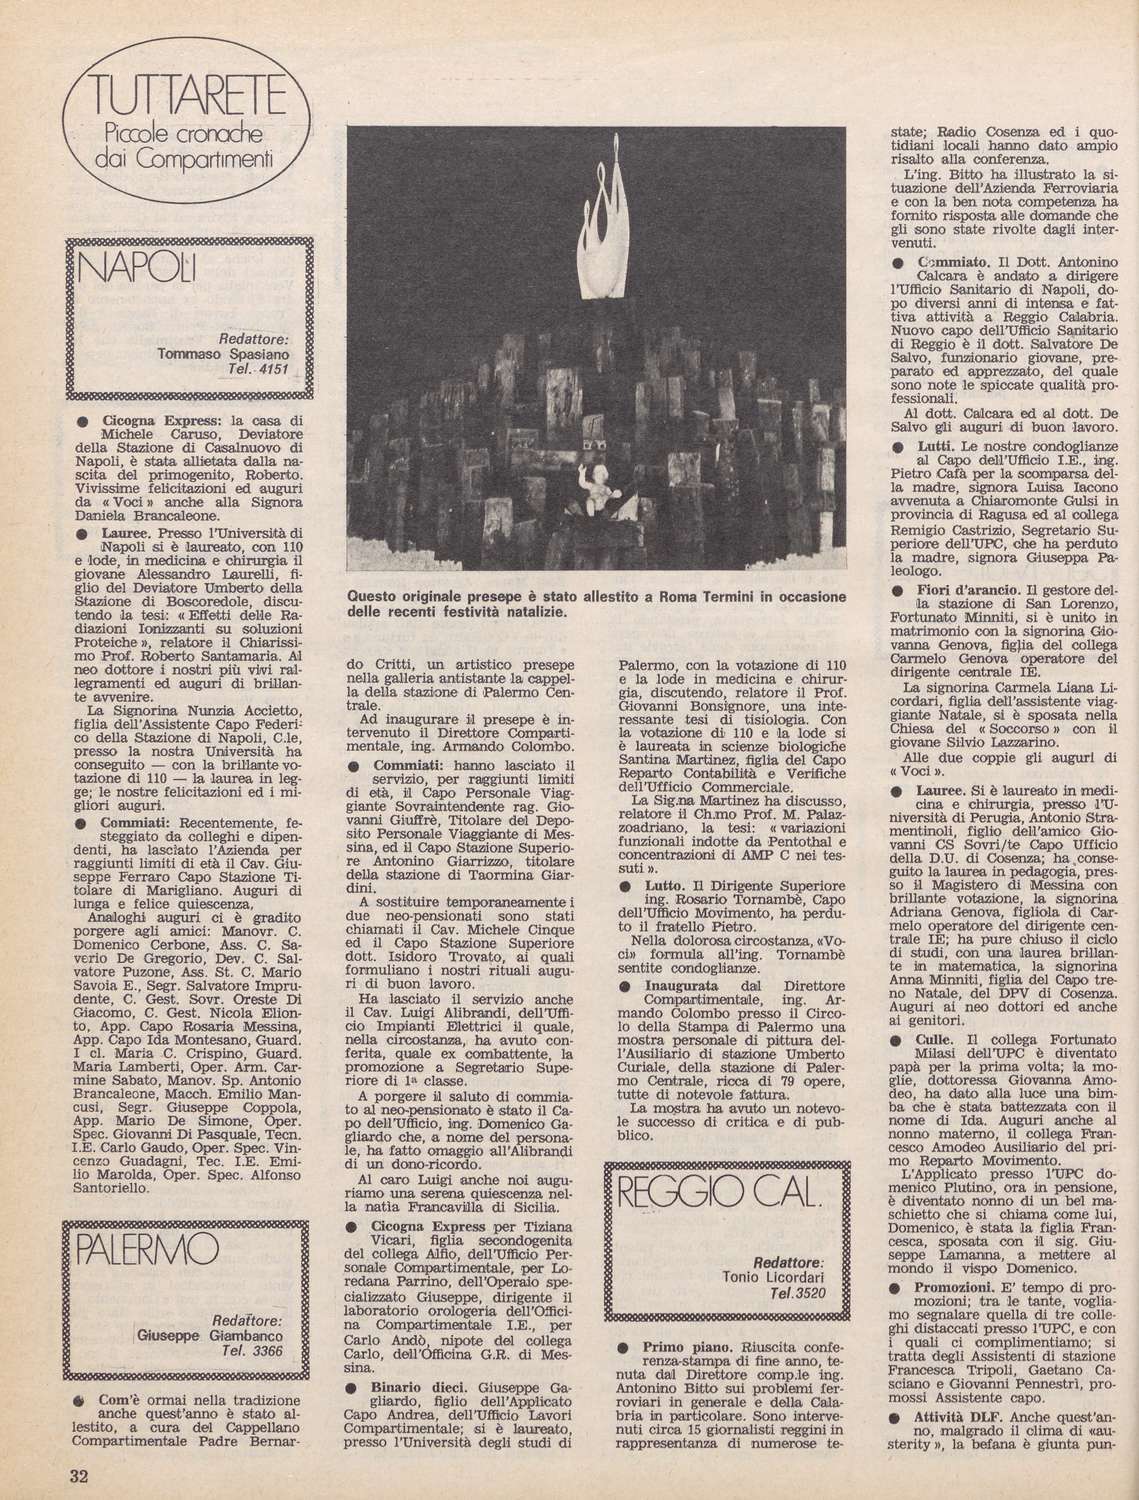 TUTTARETE
Piccole cronache
dai Compartimenti
NAPOLI
Redattore:
Tommaso Spasiano
Tel. 4151
● Cicogna Express: la casa di
Michele Caruso, Deviatore
della Stazione di Casalnuovo di
Napoli, è stata allietata dalla na-
scita del primogenito, Roberto.
Vivissime felicitazioni ed auguri
da « Voci » anche alla Signora
Daniela Brancaleone.
● Lauree. Presso l'Università di
Napoli si è laureato, con 110
e lode, in medicina e chirurgia il
giovane Alessandro Laurelli, fi-
glio del Deviatore Umberto della
Stazione di Boscoredole, discu-
tendo la tesi: « Effetti delle Ra-
diazioni Ionizzanti su soluzioni
Proteiche », relatore il Chiarissi-
mo Prof. Roberto Santamaria. Al
neo dottore i nostri più vivi ral-
legramenti ed auguri di brillan-
te avvenire.
La Signorina Nunzia Accietto,
figlia dell'Assistente Capo Federi-
co della Stazione di Napoli, C.le,
presso la nostra Università ha
conseguito — con la brillante vo-
tazione di 110 — la laurea in leg-
ge; le nostre felicitazioni ed i mi-
gliori auguri.
● Commiati: Recentemente, fe-
steggiato da colleghi e dipen-
denti, ha lasciato l'Azienda per
raggiunti limiti di età il Cav. Giu-
seppe Ferraro Capo Stazione Ti-
tolare di Marigliano. Auguri di
lunga e felice quiescenza,
Analoghi auguri ci è gradito
porgere agli amici: Manovr. C.
Domenico Cerbone, Ass. C. Sa-
verio De Gregorio, Dev. C. Sal-
vatore Puzone, Ass. St. C. Mario
Savoia E., Segr. Salvatore Impru-
dente, C. Gest. Sovr. Oreste Di
Giacomo, C. Gest. Nicola Elion-
to, App. Capo Rosaria Messina,
App. Capo Ida Montesano, Guard.
I cl. Maria C. Crispino, Guard.
Maria Lamberti, Oper. Arm. Car-
mine Sabato, Manov. Sp. Antonio
Brancaleone, Macch. Emilio Man-
cusi, Segr. Giuseppe Coppola,
App. Mario De Simone, Oper.
Spec. Giovanni Di Pasquale, Tecn.
I.E. Carlo Gaudo, Oper. Spec. Vin-
cenzo Guadagni, Tec. I.E. Emi-
lio Marolda, Oper. Spec. Alfonso
Santoriello.
PALERMO
Redattore:
Giuseppe Giambanco
Tel. 3366
● Com'è ormai nella tradizione
anche quest'anno è stato al-
lestito, a cura del Cappellano
Compartimentale Padre Bernar-
32
Questo originale presepe è stato allestito a Roma Termini in occasione
delle recenti festività natalizie.
do Critti, un artistico presepe
nella galleria antistante la cappel-
la della stazione di Palermo Cen-
trale.
Ad inaugurare il presepe è in-
tervenuto il Direttore Comparti-
mentale, ing. Armando Colombo.
● Commiati: hanno lasciato il
servizio, per raggiunti limiti
di età, il Capo Personale Viag-
giante Sovraintendente rag. Gio-
vanni Giuffrè, Titolare del Depo-
sito Personale Viaggiante di Mes-
sina, ed il Capo Stazione Superio-
re Antonino Giarrizzo, titolare
della stazione di Taormina Giar-
dini.
A sostituire temporaneamente i
due neo-pensionati sono stati
chiamati il Cav. Michele Cinque
ed il Capo Stazione Superiore
dott. Isidoro Trovato, ai quali
formuliano i nostri rituali augu-
ri di buon lavoro.
Ha lasciato il servizio anche
il Cav. Luigi Alibrandi, dell'Uffi-
cio Impianti Elettrici il quale,
nella circostanza, ha avuto con-
ferita, quale ex combattente, la
promozione a Segretario Supe-
riore di 1ª classe.
A porgere il saluto di commia-
to al neo-pensionato è stato il Ca-
po dell'Ufficio, ing. Domenico Ga-
gliardo che, a nome del persona-
le, ha fatto omaggio all'Alibrandi
di un dono-ricordo.
Al caro Luigi anche noi augu-
riamo una serena quiescenza nel-
la natia Francavilla di Sicilia.
● Cicogna Express per Tiziana
Vicari, figlia secondogenita
del collega Alfio, dell'Ufficio Per-
sonale Compartimentale, per Lo-
redana Parrino, dell'Operaio spe-
cializzato Giuseppe, dirigente il
laboratorio orologeria dell'Offici-
na Compartimentale I.E., per
Carlo Andò, nipote del collega
Carlo, dell'Officina G.R. di Mes-
sina.
● Binario dieci. Giuseppe Ga-
gliardo, figlio dell'Applicato
Capo Andrea, dell'Ufficio Lavori
Compartimentale; si è laureato,
presso l'Università degli studi di
Palermo, con la votazione di 110
e la lode in medicina e chirur-
gia, discutendo, relatore il Prof.
Giovanni Bonsignore, una inte-
ressante tesi di tisiologia. Con
la votazione di 110 e la lode si
è laureata in scienze biologiche
Santina Martinez, figlia del Capo
Reparto Contabilità e Verifiche
dell'Ufficio Commerciale.
La Sig.na Martinez ha discusso,
relatore il Ch.mo Prof. M. Palaz-
zoadriano, la tesi: « variazioni
funzionali indotte da Pentothal e
concentrazioni di AMP C nei tes-
suti ».
● Lutto. Il Dirigente Superiore
ing. Rosario Tornambè, Capo
dell'Ufficio Movimento, ha perdu-
to il fratello Pietro.
Nella dolorosa circostanza, «Vo-
ci» formula all'ing. Tornambè
sentite condoglianze.
● Inaugurata dal Direttore
Compartimentale, ing. Ar-
mando Colombo presso il Circo-
lo della Stampa di Palermo una
mostra personale di pittura del-
l'Ausiliario di stazione Umberto
Curiale, della stazione di Paler-
mo Centrale, ricca di 79 opere,
tutte di notevole fattura.
La mostra ha avuto un notevo-
le successo di critica e di pub-
blico.
REGGIO CAL.
Redattore:
Tonio Licordari
Tel. 3520
● Primo piano. Riuscita confe-
renza-stampa di fine anno, te-
nuta dal Direttore comp.le ing.
Antonino Bitto sui problemi fer-
roviari in generale e della Cala-
bria in particolare. Sono interve-
nuti circa 15 giornalisti reggini in
rappresentanza di numerose te-
state; Radio Cosenza ed i quo-
tidiani locali hanno dato ampio
risalto alla conferenza.
L'ing. Bitto ha illustrato la si-
tuazione dell'Azienda Ferroviaria
e con la ben nota competenza ha
fornito risposta alle domande che
gli sono state rivolte dagli inter-
venuti.
● Commiato. Il Dott. Antonino
Calcara è andato a dirigere
l'Ufficio Sanitario di Napoli, do-
po diversi anni di intensa e fat-
tiva attività a Reggio Calabria.
Nuovo capo dell'Ufficio Sanitario
di Reggio è il dott. Salvatore De
Salvo, funzionario giovane, pre-
parato ed apprezzato, del quale
sono note le spiccate qualità pro-
fessionali.
Al dott. Calcara ed al dott. De
Salvo gli auguri di buon lavoro.
● Lutti. Le nostre condoglianze
al Capo dell'Ufficio I.E., ing.
Pietro Cafà per la scomparsa del-
la madre, signora Luisa Iacono
avvenuta a Chiaromonte Gulsi in
provincia di Ragusa ed al collega
Remigio Castrizio, Segretario Su-
periore dell'UPC, che ha perduto
la madre, signora Giuseppa Pa-
leologo.
● Fiori d'arancio. Il gestore del-
la stazione di San Lorenzo,
Fortunato Minniti, si è unito in
matrimonio con la signorina Gio-
vanna Genova, figlia del collega
Carmelo Genova operatore del
dirigente centrale IE.
La signorina Carmela Liana Li-
cordari, figlia dell'assistente viag-
giante Natale, si è sposata nella
Chiesa del « Soccorso » con il
giovane Silvio Lazzarino.
Alle due coppie gli auguri di
« Voci ».
● Lauree. Si è laureato in medi-
cina e chirurgia, presso l'U-
niversità di Perugia, Antonio Stra-
mentinoli, figlio dell'amico Gio-
vanni CS Sovri/te Capo Ufficio
della D.U. di Cosenza; ha conse-
guito la laurea in pedagogia, pres-
so il Magistero di Messina con
brillante votazione, la signorina
Adriana Genova, figliola di Car-
melo operatore del dirigente cen-
trale IE; ha pure chiuso il ciclo
di studi, con una laurea brillan-
te in matematica, la signorina
Anna Minniti, figlia del Capo tre-
no Natale, del DPV di Cosenza.
Auguri ai neo dottori ed anche
ai genitori.
● Culle. Il collega Fortunato
Milasi dell'UPC è diventato
papà per la prima volta; la mo-
glie, dottoressa Giovanna Amo-
deo, ha dato alla luce una bim-
ba che è stata battezzata con il
nome di Ida. Auguri anche al
nonno materno, il collega Fran-
cesco Amodeo Ausiliario del pri-
mo Reparto Movimento.
L'Applicato presso l'UPC do-
menico Plutino, ora in pensione,
è diventato nonno di un bel ma-
schietto che si chiama come lui,
Domenico, è stata la figlia Fran-
cesca, sposata con il sig. Giu-
seppe Lamanna, a mettere al
mondo il vispo Domenico.
● Promozioni. E' tempo di pro-
mozioni; tra le tante, voglia-
mo segnalare quella di tre colle-
ghi distaccati presso l'UPC, e con
i quali ci complimentiamo; si
tratta degli Assistenti di stazione
Francesca Tripoli, Gaetano Ca-
sciano e Giovanni Pennestrì, pro-
mossi Assistente capo.
● Attività DLF. Anche quest'an-
no, malgrado il clima di «au-
sterity», la befana è giunta pun-